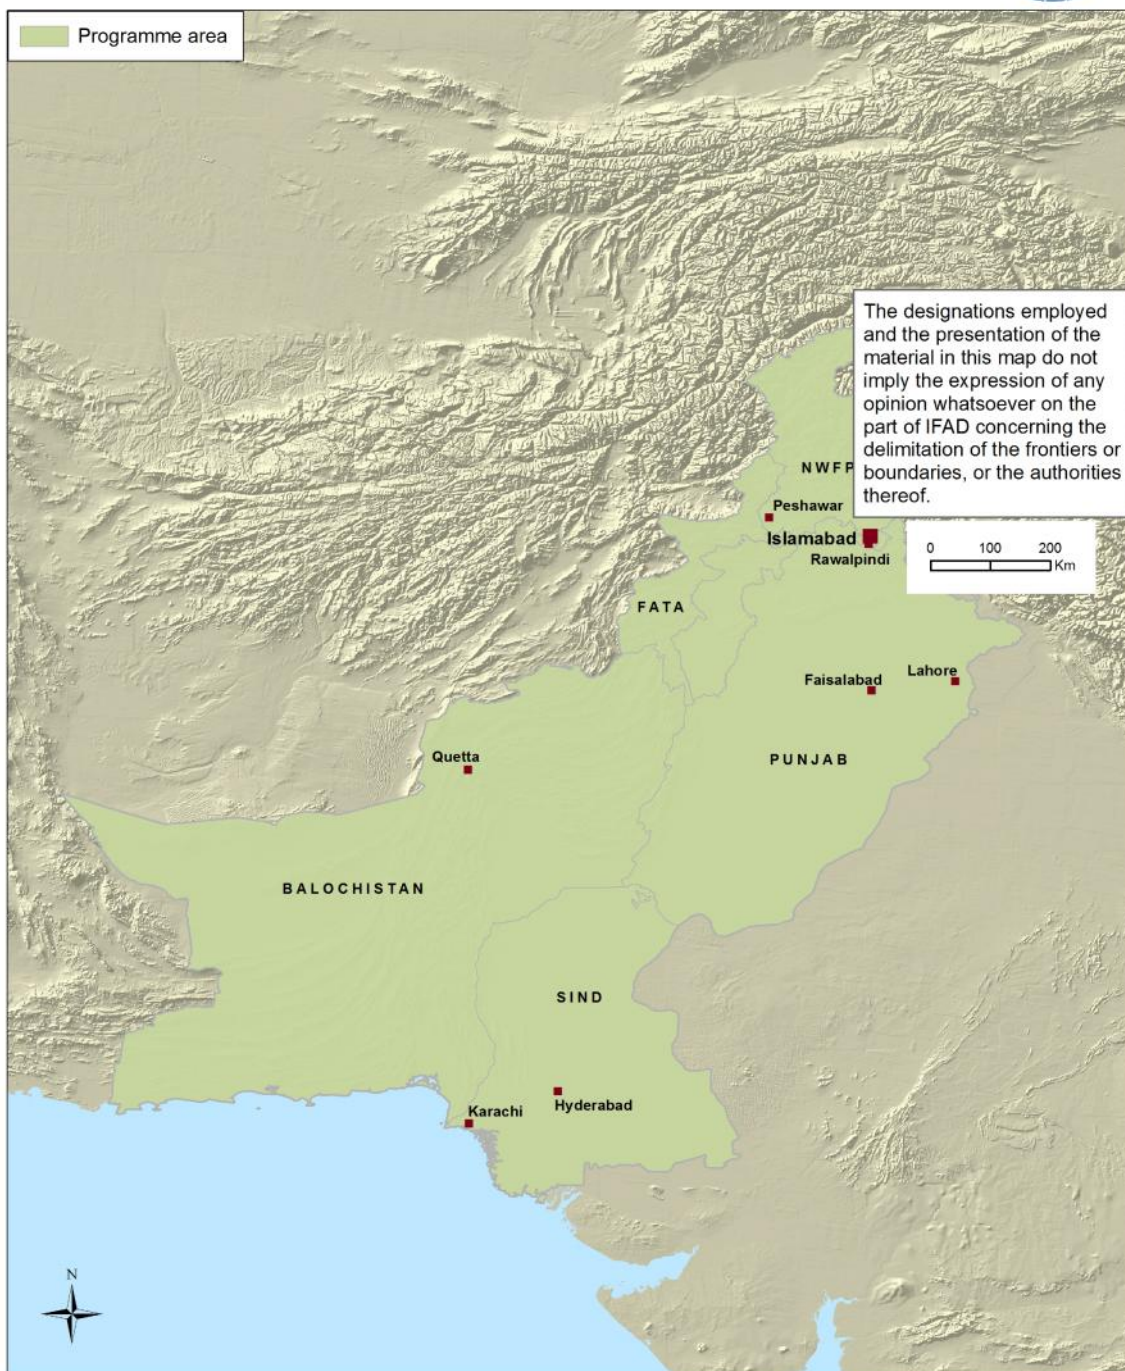 Programme area
The designations employed
and the presentation of the
material in this map do not
imply the expression of any
opinion whatsoever on the
part of IFAD concerning the
delimitation of the frontiers or
boundaries, or the authorities
thereof.
NWFP
Peshawar
Islamabad
Rawalpindi
0 100 200
Km
FATA
Faisalabad
Lahore
Quetta
PUNJAB
BALOCHISTAN
SIND
Karachi
Hyderabad
N